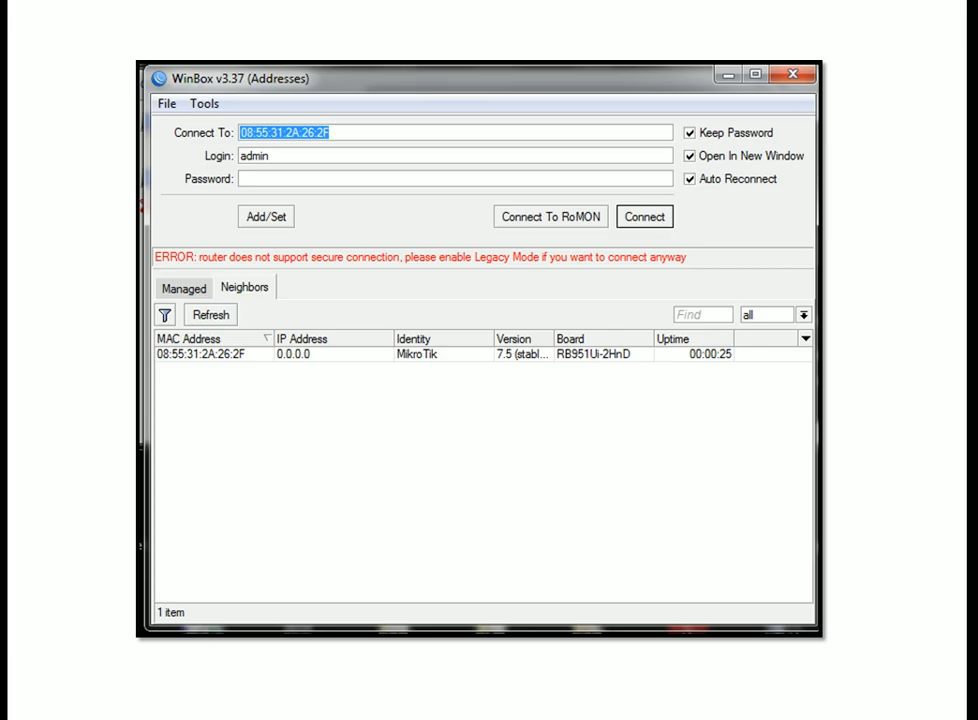 WinBox v3.37 (Addresses)
File Tools
Connect To: 08:55:31:2A:26:2F Keep Password
Login: admin Open In New Window
Password: Auto Reconnect
Add/Set Connect To RoMON Connect
ERROR: router does not support secure connection, please enable Legacy Mode if you want to connect anyway
Managed Neighbors
Refresh Find all
MAC Address IP Address Identity Version Board Uptime
08:55:31:2A:26:2F 0.0.0.0 MikroTik 7.5 (stabl... RB951Ui-2HnD 00:00:25
1 item